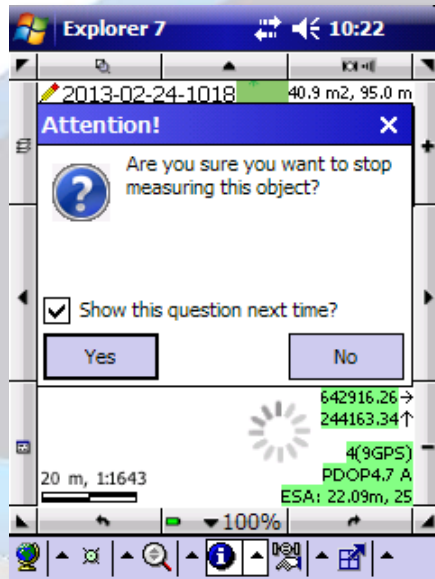 Explorer 7 10:22
2013-02-24-1018 40.9 m2, 95.0 m
Attention!
Are you sure you want to stop
measuring this object?
Show this question next time?
Yes No
642916.26→
244163.34↑
4(9GPS)
20 m, 1:1643 PDOP4.7 A
ESA: 22.09m, 25
100%